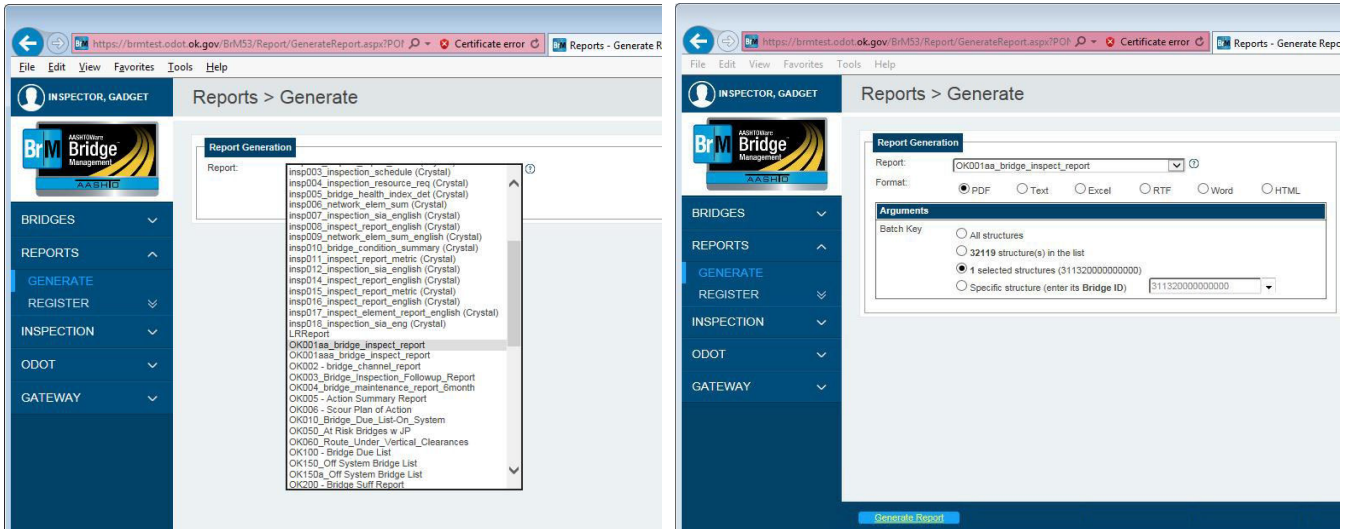 https://brmtest.odot.ok.gov/BrM53/Report/GenerateReport.aspx?POI
Certificate error
Reports - Generate R
File Edit View Favorites Tools Help
INSPECTOR, GADGET
Reports > Generate
AASHTOWare
BrM Bridge
Management
AASHTO
BRIDGES
REPORTS
GENERATE
REGISTER
INSPECTION
ODOT
GATEWAY
Report Generation
Report:
insp003_inspection_schedule (Crystal)
insp004_inspection_resource_req (Crystal)
insp005_bridge_health_index_det (Crystal)
insp006_network_elem_sum (Crystal)
insp007_inspection_sia_english (Crystal)
insp008_inspect_report_english (Crystal)
insp009_network_elem_sum_english (Crystal)
insp010_bridge_condition_summary (Crystal)
insp011_inspect_report_metric (Crystal)
insp012_inspection_sia_english (Crystal)
insp014_inspect_report_english (Crystal)
insp015_inspect_report_metric (Crystal)
insp016_inspect_report_english (Crystal)
insp017_inspect_element_report_english (Crystal)
insp018_inspection_sia_eng (Crystal)
LRReport
OK001aa_bridge_inspect_report
OK001aaa_bridge_inspect_report
OK002 - bridge_channel_report
OK003_Bridge_Inspection_Followup_Report
OK004_bridge_maintenance_report_6month
OK005 - Action Summary Report
OK006 - Scour Plan of Action
OK010_Bridge_Due_List-On_System
OK050_At Risk Bridges w JP
OK060_Route_Under_Vertical_Clearances
OK100 - Bridge Due List
OK150_Off System Bridge List
OK150a_Off System Bridge List
OK200 - Bridge Suff Report
https://brmtest.odot.ok.gov/BrM53/Report/GenerateReport.aspx?POI
Certificate error
Reports - Generate Repo
File Edit View Favorites Tools Help
INSPECTOR, GADGET
Reports > Generate
AASHTOWare
BrM Bridge
Management
AASHTO
BRIDGES
REPORTS
GENERATE
REGISTER
INSPECTION
ODOT
GATEWAY
Report Generation
Report: OK001aa_bridge_inspect_report
Format: PDF Text Excel RTF Word HTML
Arguments
Batch Key
All structures
32119 structure(s) in the list
1 selected structures (311320000000000)
Specific structure (enter its Bridge ID) 311320000000000
Generate Report